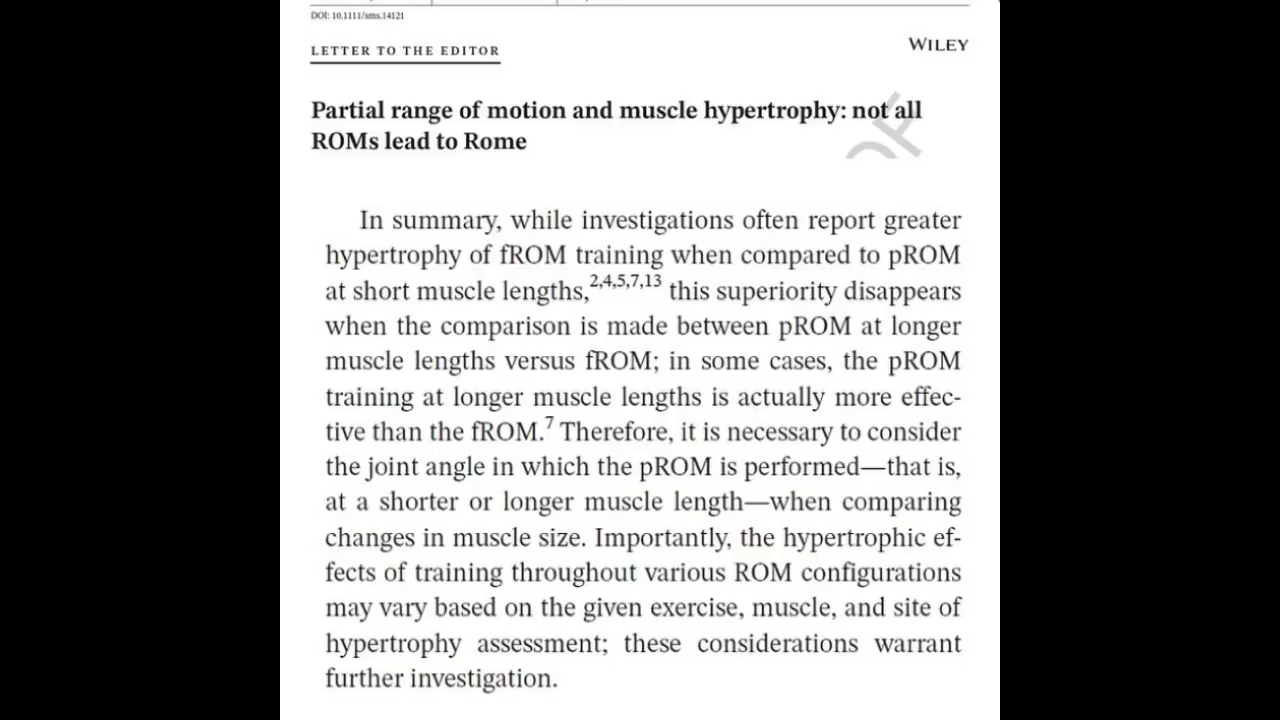 DOI: 10.1111/sms.14121
LETTER TO THE EDITOR
WILEY
Partial range of motion and muscle hypertrophy: not all
ROMs lead to Rome
In summary, while investigations often report greater
hypertrophy of fROM training when compared to pROM
at short muscle lengths,2,4,5,7,13 this superiority disappears
when the comparison is made between pROM at longer
muscle lengths versus fROM; in some cases, the pROM
training at longer muscle lengths is actually more effec-
tive than the fROM.7 Therefore, it is necessary to consider
the joint angle in which the pROM is performed—that is,
at a shorter or longer muscle length—when comparing
changes in muscle size. Importantly, the hypertrophic ef-
fects of training throughout various ROM configurations
may vary based on the given exercise, muscle, and site of
hypertrophy assessment; these considerations warrant
further investigation.